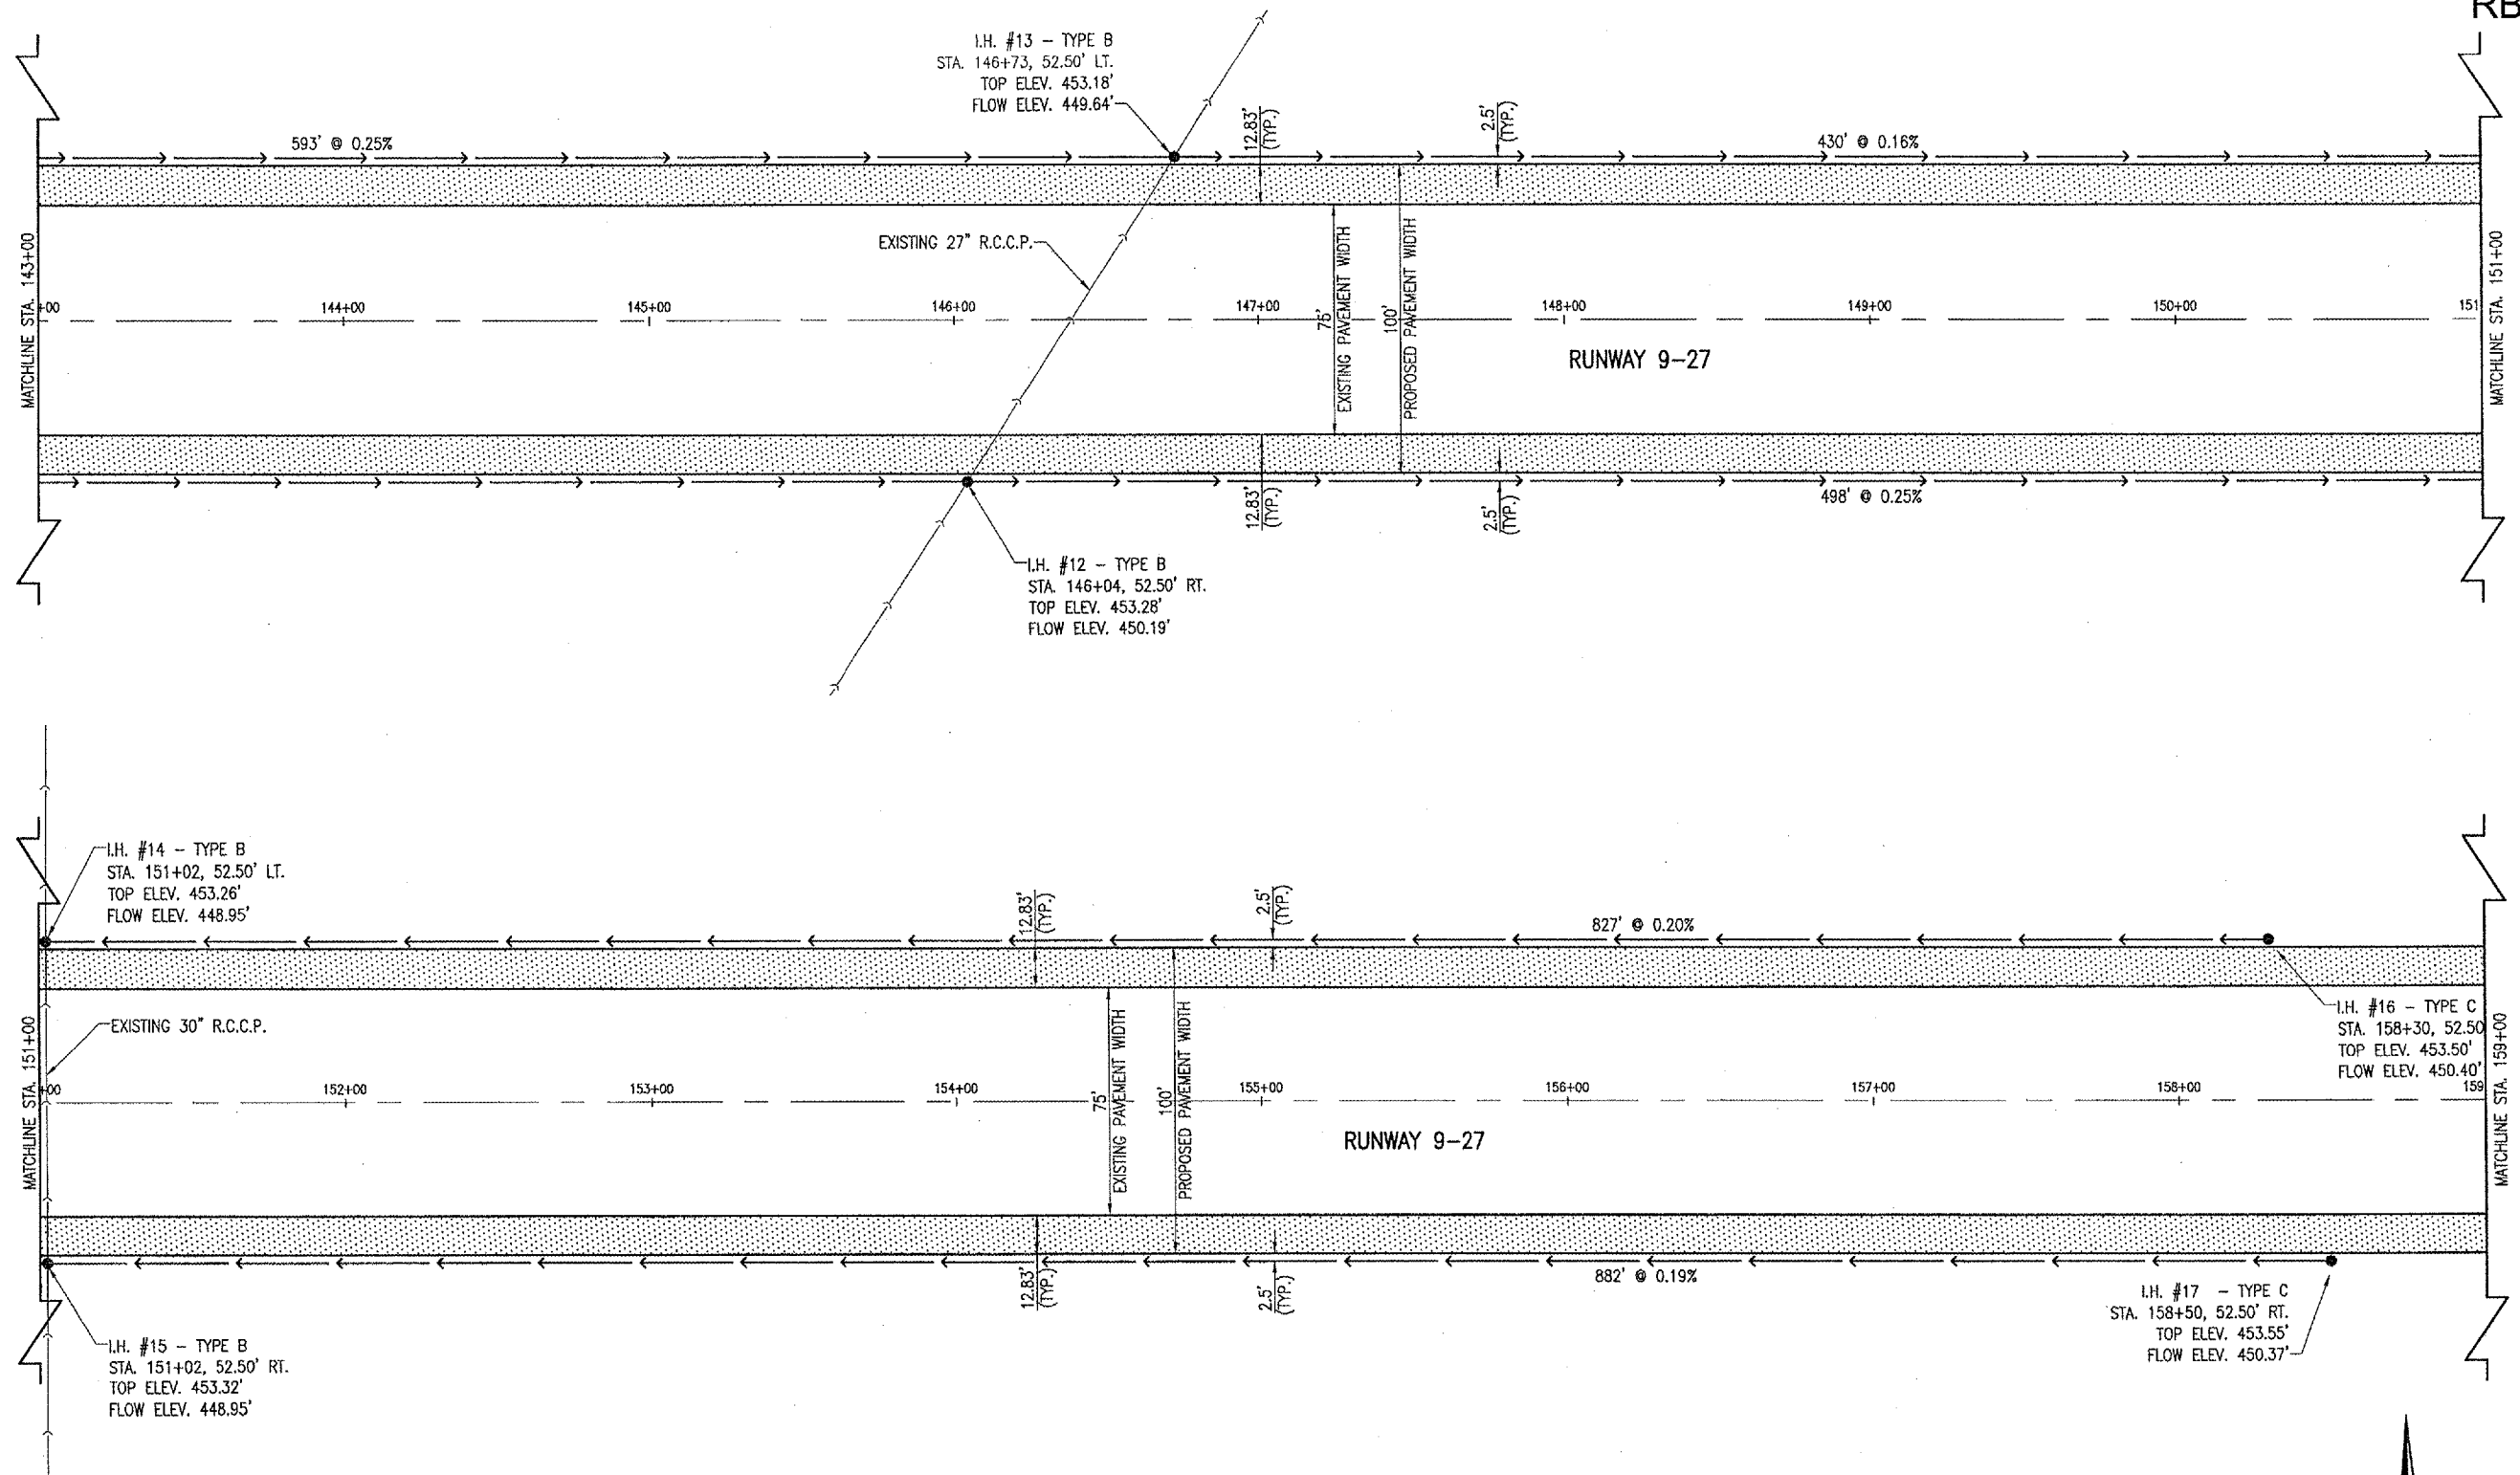 RB
I.H. #13 - TYPE B
STA. 146+73, 52.50' LT.
TOP ELEV. 453.18'
FLOW ELEV. 449.64'
593' @ 0.25%
12.83'
(TYP.)
2.5'
(TYP.)
430' @ 0.16%
EXISTING 27" R.C.C.P.
MATCHLINE STA. 143+00
+00
144+00
145+00
146+00
147+00
148+00
149+00
150+00
151
75'
EXISTING PAVEMENT WIDTH
100'
PROPOSED PAVEMENT WIDTH
RUNWAY 9-27
MATCHLINE STA. 151+00
12.83'
(TYP.)
2.5'
(TYP.)
498' @ 0.25%
I.H. #12 - TYPE B
STA. 146+04, 52.50' RT.
TOP ELEV. 453.28'
FLOW ELEV. 450.19'
I.H. #14 - TYPE B
STA. 151+02, 52.50' LT.
TOP ELEV. 453.26'
FLOW ELEV. 448.95'
12.83'
(TYP.)
2.5'
(TYP.)
827' @ 0.20%
EXISTING 30" R.C.C.P.
I.H. #16 - TYPE C
STA. 158+30, 52.50
TOP ELEV. 453.50'
FLOW ELEV. 450.40'
MATCHLINE STA. 151+00
+00
152+00
153+00
154+00
155+00
156+00
157+00
158+00
159
75'
EXISTING PAVEMENT WIDTH
100'
PROPOSED PAVEMENT WIDTH
RUNWAY 9-27
MATCHLINE STA. 159+00
12.83'
(TYP.)
2.5'
(TYP.)
882' @ 0.19%
I.H. #17 - TYPE C
STA. 158+50, 52.50' RT.
TOP ELEV. 453.55'
FLOW ELEV. 450.37'
I.H. #15 - TYPE B
STA. 151+02, 52.50' RT.
TOP ELEV. 453.32'
FLOW ELEV. 448.95'